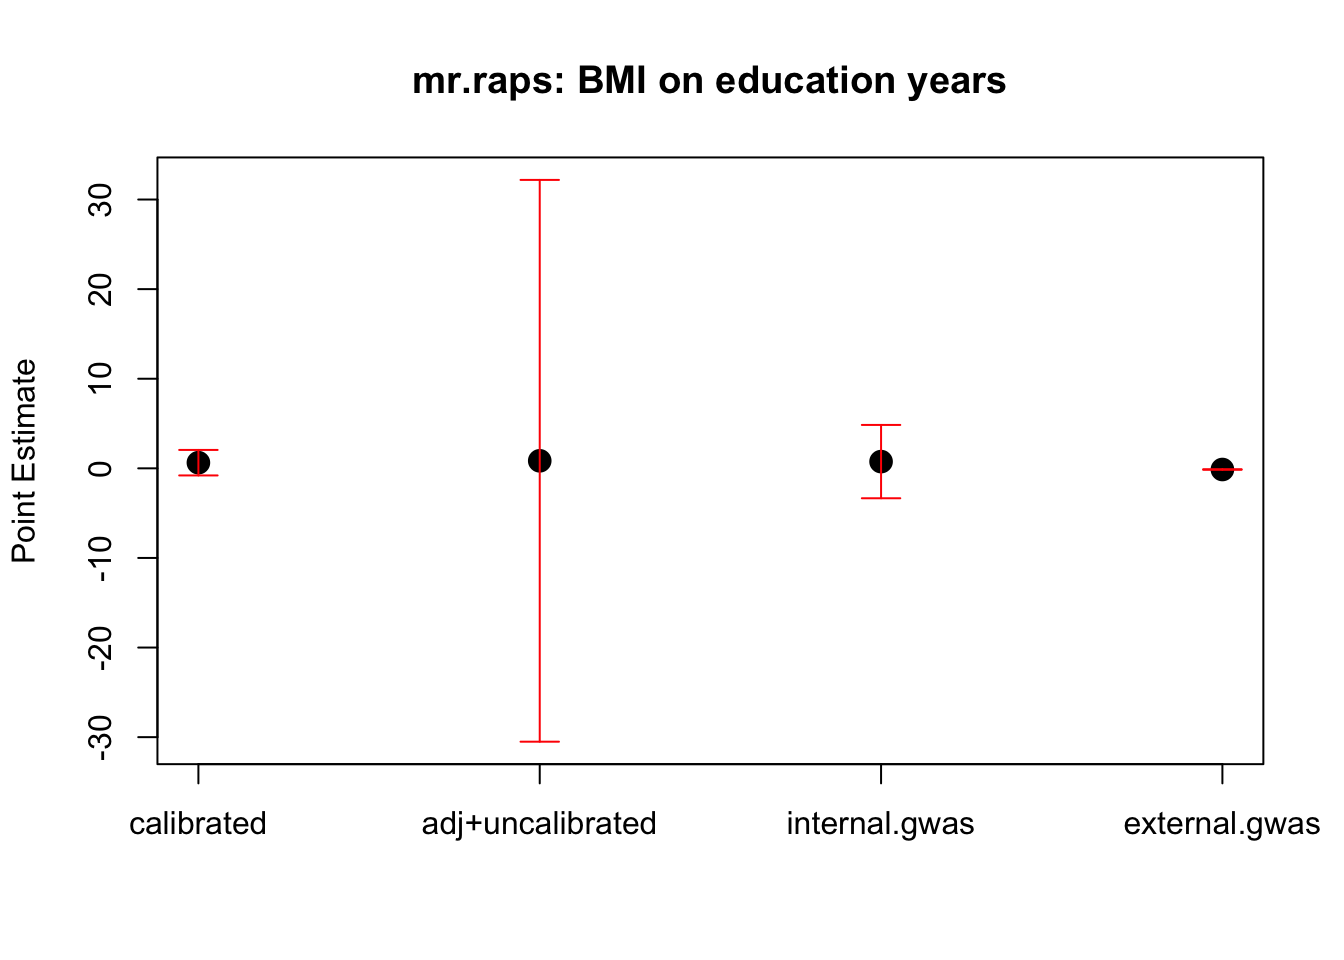 mr.raps: BMI on education years
Point Estimate
30
20
10
0
-10
-20
-30
calibrated
adj+uncalibrated
internal.gwas
external.gwas